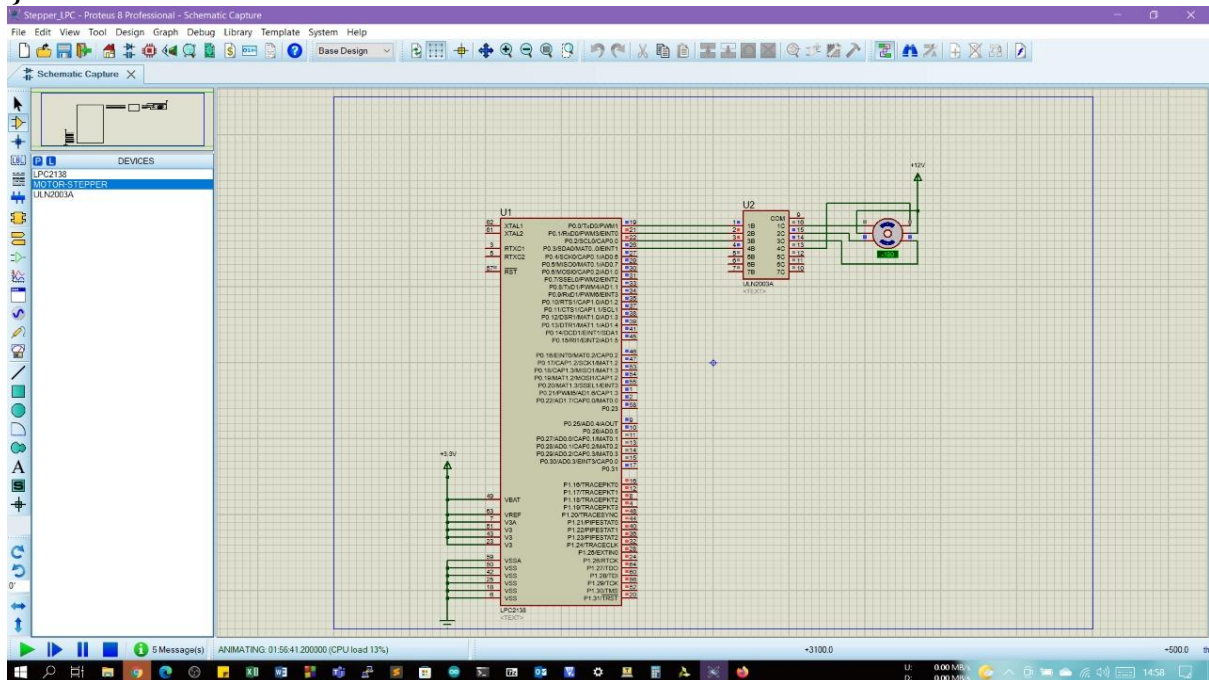 Stepper_LPC - Proteus 8 Professional - Schematic Capture
File Edit View Tool Design Graph Debug Library Template System Help
Base Design
Schematic Capture X
P L DEVICES
LPC2138
MOTOR-STEPPER
ULN2003A
+12V
U2
COM
1B 1C
2B 2C
3B 3C
4B 4C
5B 5C
6B 6C
7B 7C
ULN2003A
<TEXT>
U1
XTAL1
XTAL2
RTXC1
RTXC2
RST
P0.0/TxD0/PWM1
P0.1/RxD0/PWM3/EINT0
P0.2/SCL0/CAP0.0
P0.3/SDA0/MAT0.0/EINT1
P0.4/SCK0/CAP0.1/AD0.6
P0.5/MISO0/MAT0.1/AD0.7
P0.6/MOSI0/CAP0.2/AD1.0
P0.7/SSEL0/PWM2/EINT2
P0.8/TxD1/PWM4/AD1.1
P0.9/RxD1/PWM6/EINT3
P0.10/RTS1/CAP1.0/AD1.2
P0.11/CTS1/CAP1.1/SCL1
P0.12/DSR1/MAT1.0/AD1.3
P0.13/DTR1/MAT1.1/AD1.4
P0.14/DCD1/EINT1/SDA1
P0.15/RI1/EINT2/AD1.5
P0.16/EINT0/MAT0.2/CAP0.2
P0.17/CAP1.2/SCK1/MAT1.2
P0.18/CAP1.3/MISO1/MAT1.3
P0.19/MAT1.2/MOSI1/CAP1.2
P0.20/MAT1.3/SSEL1/EINT3
P0.21/PWM5/AD1.6/CAP1.3
P0.22/AD1.7/CAP0.0/MAT0.0
P0.23
P0.25/AD0.4/AOUT
P0.26/AD0.5
P0.27/AD0.0/CAP0.1/MAT0.1
P0.28/AD0.1/CAP0.2/MAT0.2
P0.29/AD0.2/CAP0.3/MAT0.3
P0.30/AD0.3/EINT3/CAP0.0
P0.31
+3.3V
P1.16/TRACEPKT0
P1.17/TRACEPKT1
VBAT P1.18/TRACEPKT2
P1.19/TRACEPKT3
VREF P1.20/TRACESYNC
V3A P1.21/PIPESTAT0
V3 P1.22/PIPESTAT1
V3 P1.23/PIPESTAT2
V3 P1.24/TRACECLK
P1.25/EXTIN0
VSSA P1.26/RTCK
VSS P1.27/TDO
VSS P1.28/TDI
VSS P1.29/TCK
VSS P1.30/TMS
VSS P1.31/TRST
LPC2138
<TEXT>
5 Message(s) ANIMATING: 01:56:41.200000 (CPU load 13%) +3100.0 -500.0 th
U: 0.00 MB/s
D: 0.00 MB/s
14:58